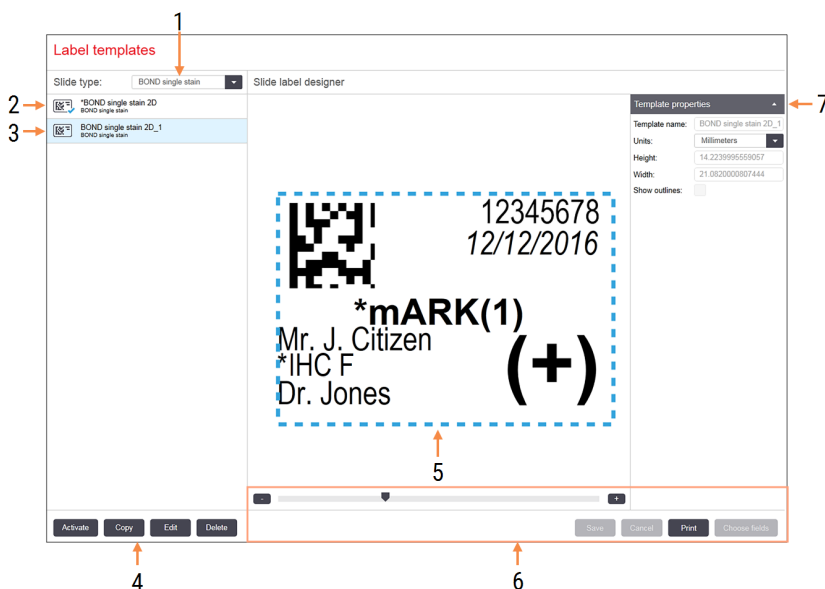 1
Label templates
Slide type: BOND single stain
Slide label designer
2
*BOND single stain 2D
BOND single stain
3
BOND single stain 2D_1
BOND single stain
Template properties
7
Template name: BOND single stain 2D_1
Units: Millimeters
Height: 14.2239995559057
Width: 21.0820000807444
Show outlines:
12345678
12/12/2016
*mARK(1)
Mr. J. Citizen
*IHC F
Dr. Jones
(+)
5
- +
Activate Copy Edit Delete
Save Cancel Print Choose fields
4
6